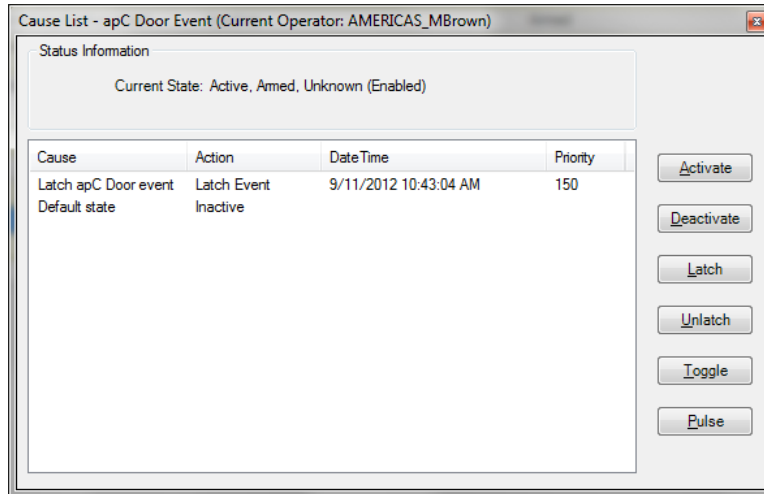 Cause List - apC Door Event (Current Operator: AMERICAS_MBrown)
Status Information
Current State: Active, Armed, Unknown (Enabled)
Cause Action DateTime Priority
Latch apC Door event Latch Event 9/11/2012 10:43:04 AM 150
Default state Inactive
Activate
Deactivate
Latch
Unlatch
Toggle
Pulse